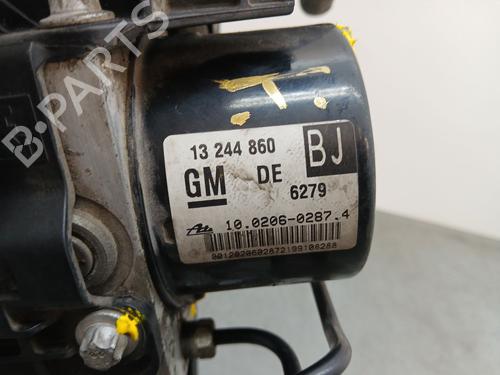 B-PARTS
T
13 244 860 BJ
GM DE 6279
10.0206-0287.4